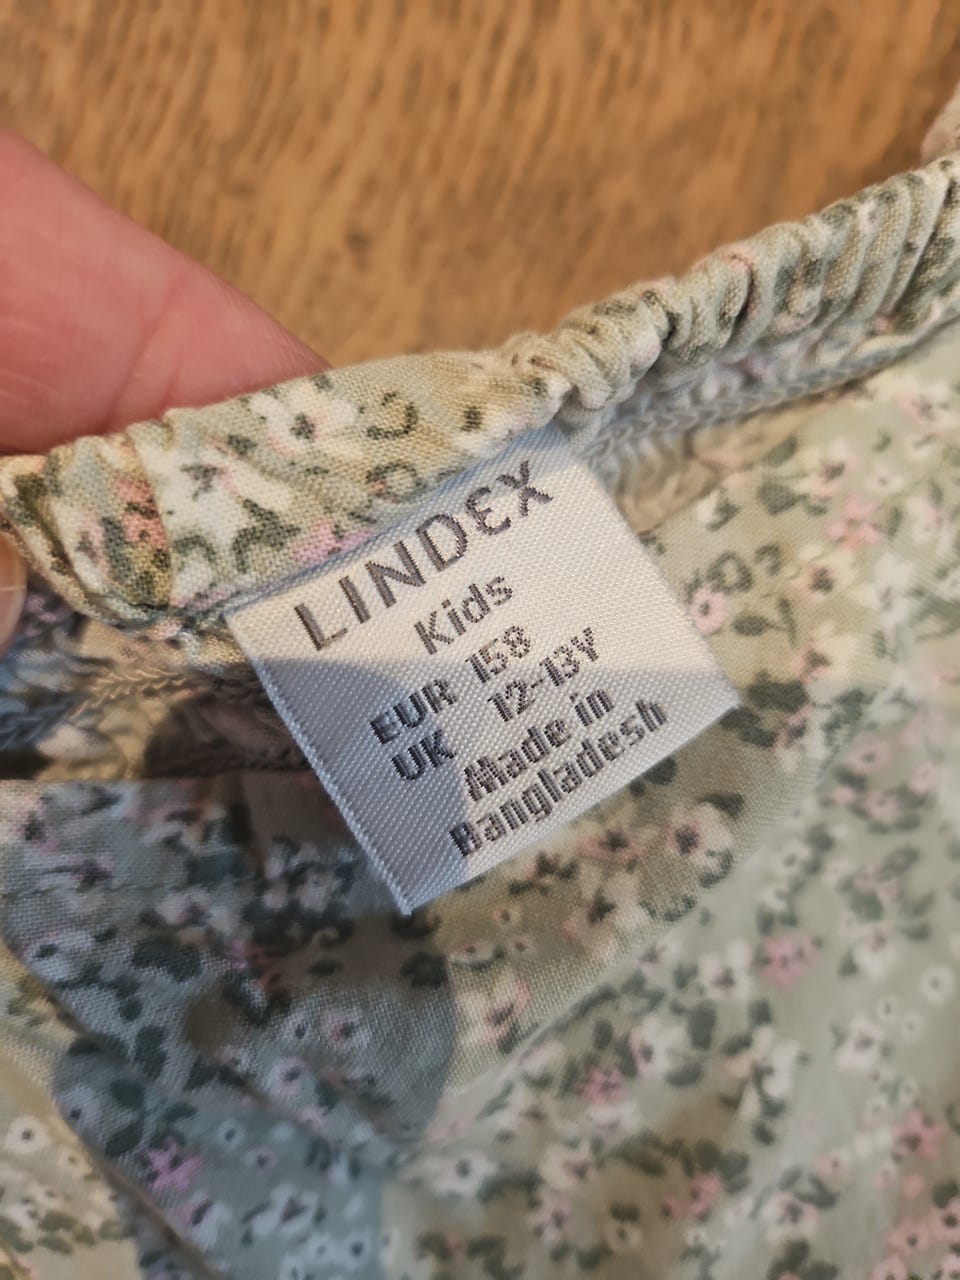 LINDEX
Kids
EUR 158
UK 12-13Y
Made in
Bangladesh